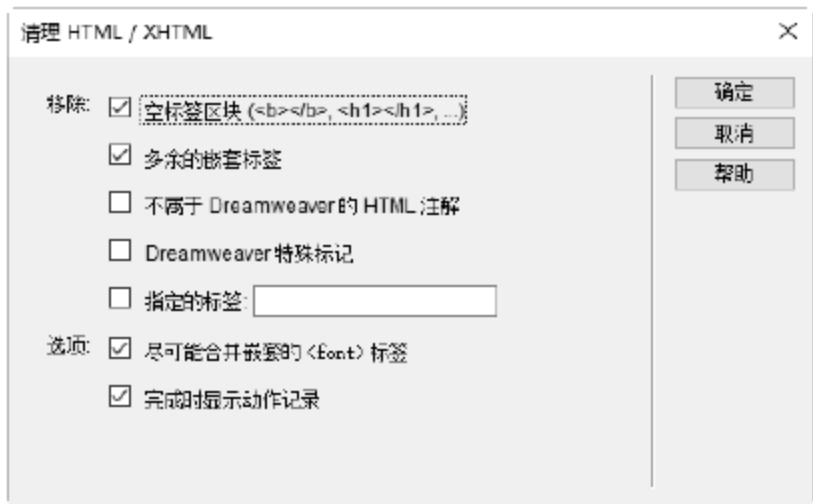 清理 HTML / XHTML
移除: 空标签区块 (<b></b>, <h1></h1>, ...)
多余的嵌套标签
不属于 Dreamweaver 的 HTML 注解
Dreamweaver 特殊标记
指定的标签:
选项: 尽可能合并嵌套的 <font> 标签
完成时显示动作记录
确定
取消
帮助